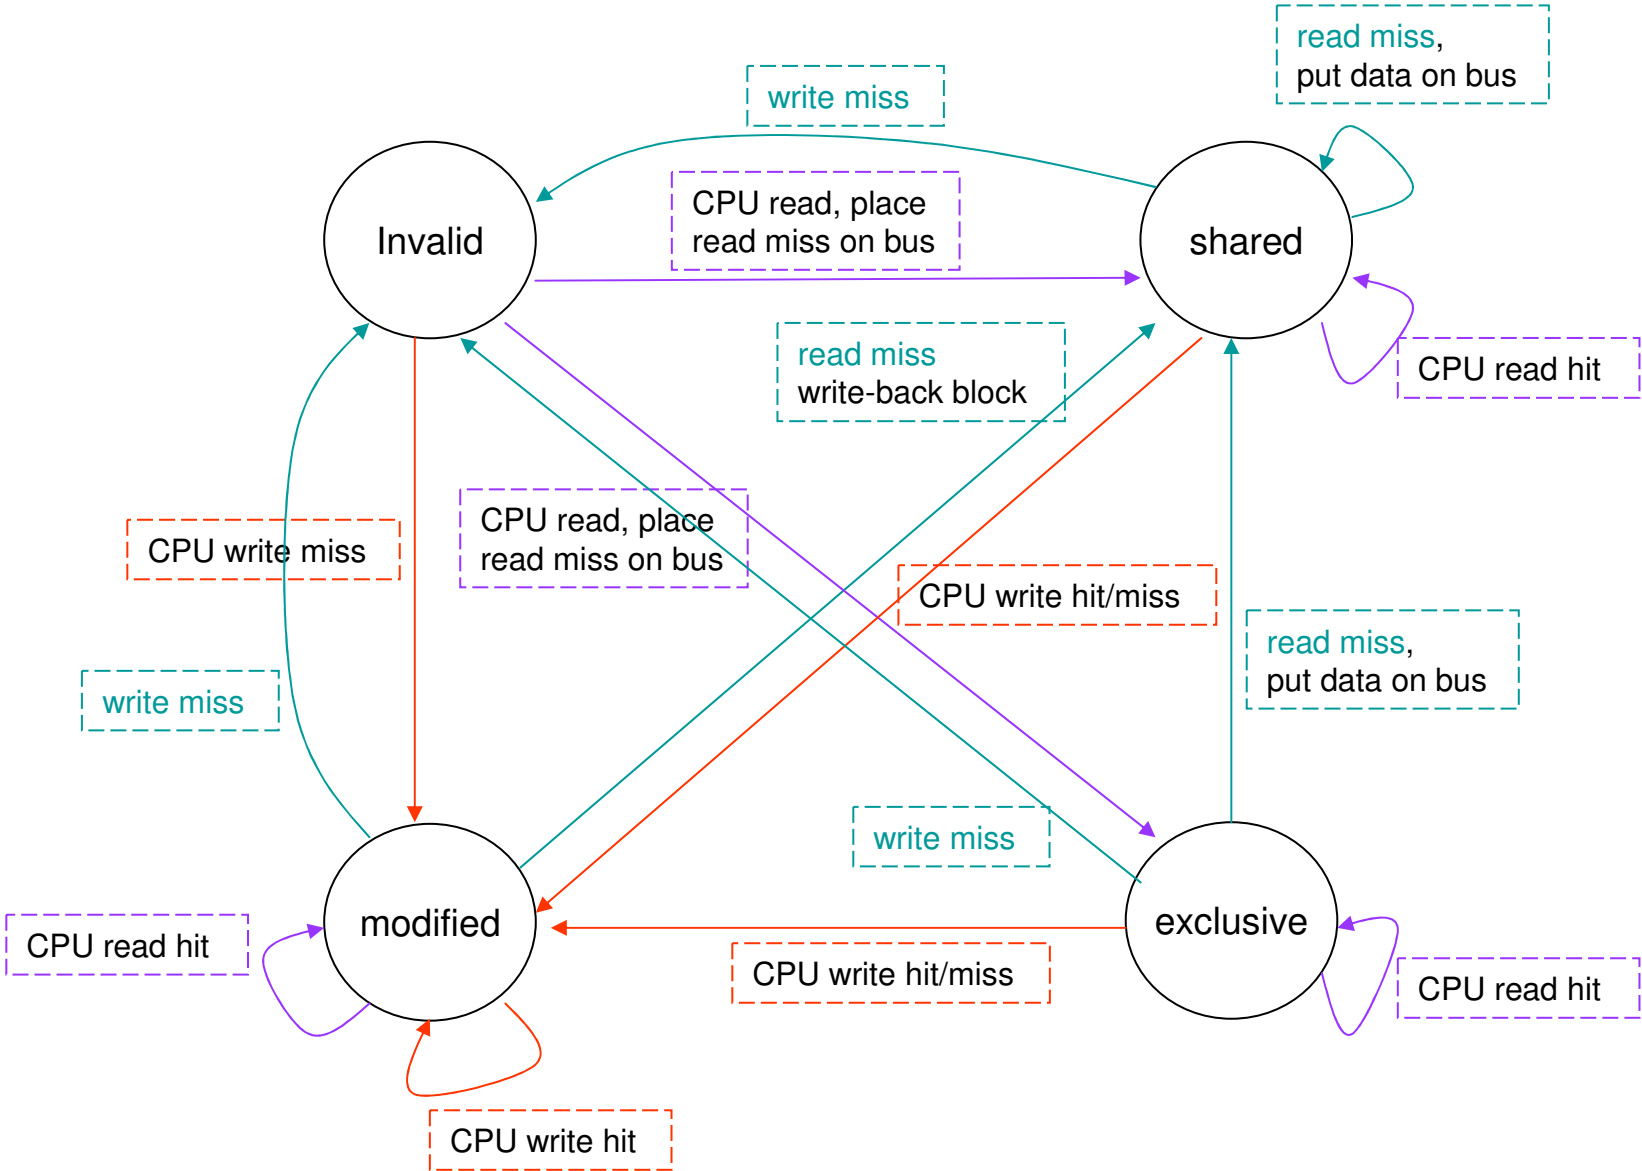 read miss,
put data on bus
write miss
CPU read, place
read miss on bus
Invalid
shared
read miss
write-back block
CPU read hit
CPU read, place
read miss on bus
CPU write miss
CPU write hit/miss
read miss,
put data on bus
write miss
write miss
modified
exclusive
CPU read hit
CPU write hit/miss
CPU read hit
CPU write hit